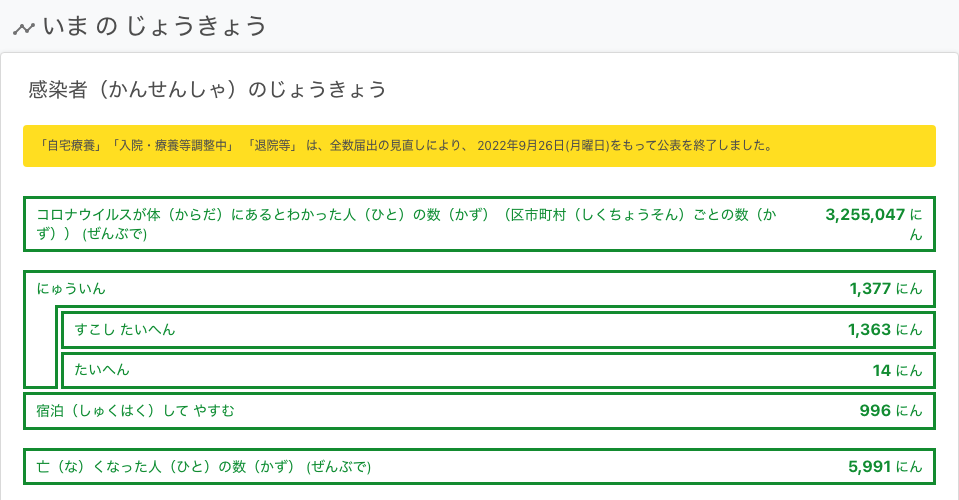 いま の じょうきょう
感染者（かんせんしゃ）のじょうきょう
「自宅療養」「入院・療養等調整中」 「退院等」 は、全数届出の見直しにより、 2022年9月26日(月曜日)をもって公表を終了しました。
コロナウイルスが体（からだ）にあるとわかった人（ひと）の数（かず）（区市町村（しくちょうそん）ごとの数（か
ず）） (ぜんぶで)
3,255,047 に
ん
にゅういん 1,377 にん
すこし たいへん 1,363 にん
たいへん 14 にん
宿泊（しゅくはく）して やすむ 996 にん
亡（な）くなった人（ひと）の数（かず） (ぜんぶで) 5,991 にん